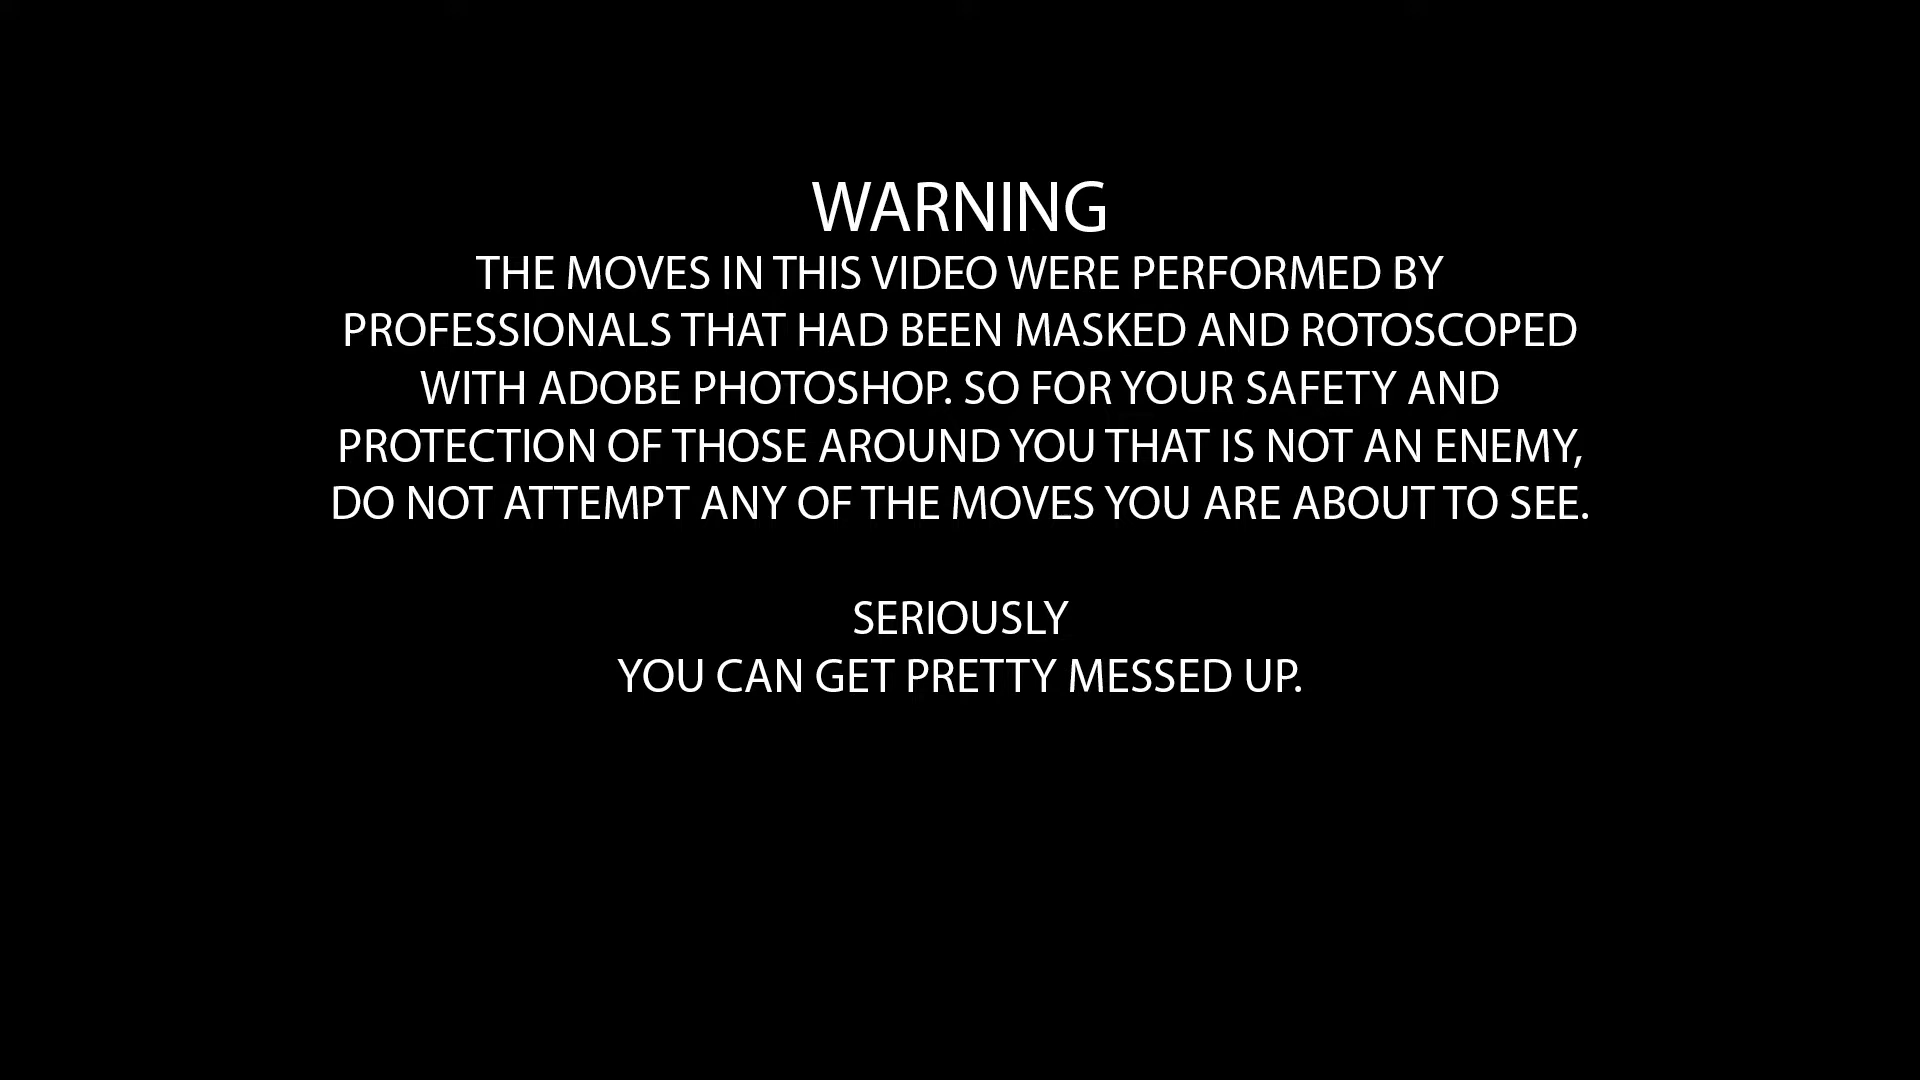 WARNING
THE MOVES IN THIS VIDEO WERE PERFORMED BY
PROFESSIONALS THAT HAD BEEN MASKED AND ROTOSCOPED
WITH ADOBE PHOTOSHOP. SO FOR YOUR SAFETY AND
PROTECTION OF THOSE AROUND YOU THAT IS NOT AN ENEMY,
DO NOT ATTEMPT ANY OF THE MOVES YOU ARE ABOUT TO SEE.
SERIOUSLY
YOU CAN GET PRETTY MESSED UP.